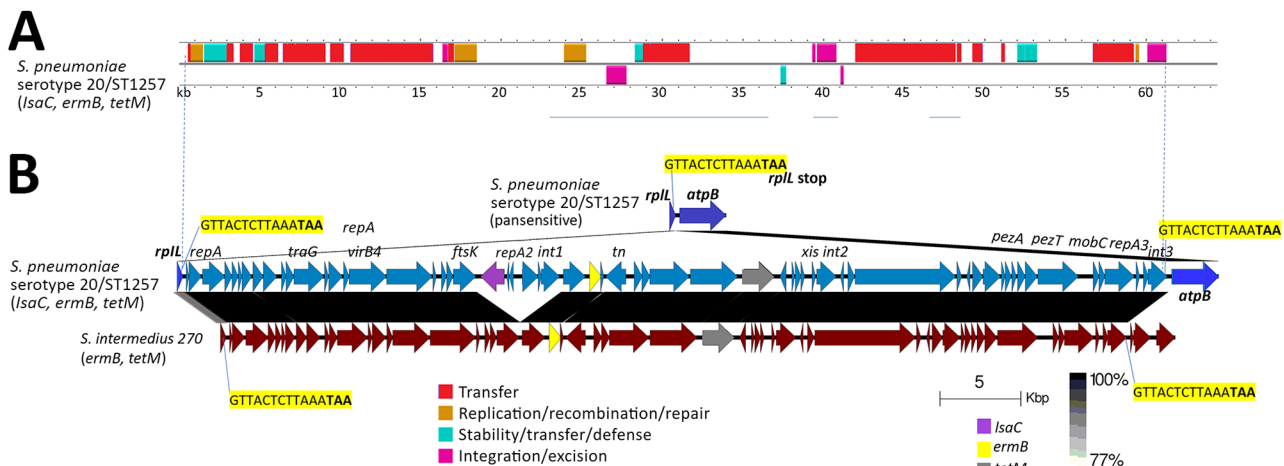 A
S. pneumoniae
serotype 20/ST1257
(lsaC, ermB, tetM)
kb 5 10 15 20 25 30 35 40 45 50 55 60
B
GTTACTCTTAAATAA
rplL stop
S. pneumoniae
serotype 20/ST1257
(pansensitive)
rplL atpB
GTTACTCTTAAATAA
repA
GTTACTCTTAAATAA
rplL repA traG virB4 ftsK repA2 int1 tn xis int2 pezA pezT mobC repA3 int3
S. pneumoniae
serotype 20/ST1257
(lsaC, ermB, tetM)
atpB
S. intermedius 270
(ermB, tetM)
GTTACTCTTAAATAA
GTTACTCTTAAATAA
Transfer
Replication/recombination/repair
Stability/transfer/defense
Integration/excision
5
Kbp
lsaC
ermB
tetM
100%
77%